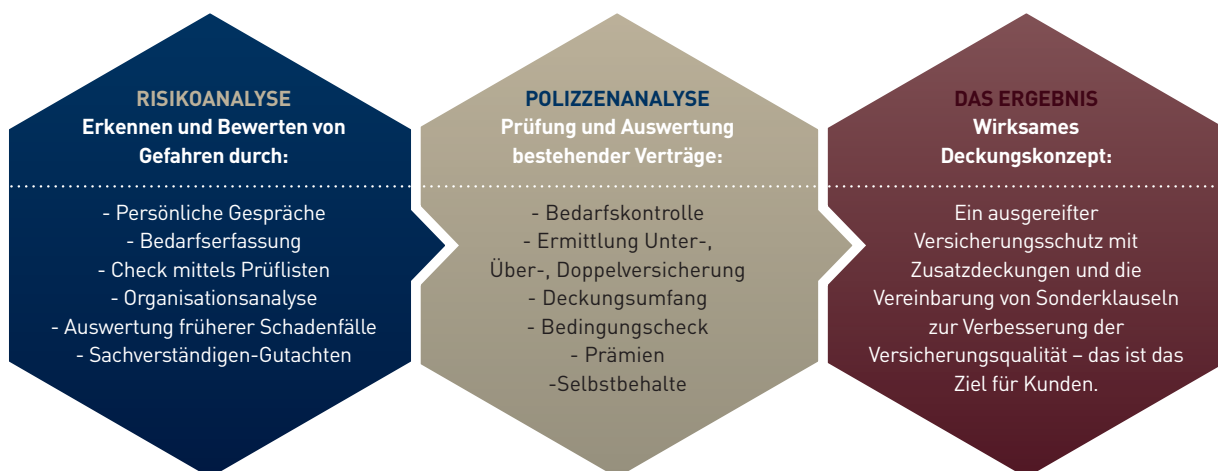 RISIKOANALYSE
Erkennen und Bewerten von
Gefahren durch:
- Persönliche Gespräche
- Bedarfserfassung
- Check mittels Prüflisten
- Organisationsanalyse
- Auswertung früherer Schadenfälle
- Sachverständigen-Gutachten
POLIZZENANALYSE
Prüfung und Auswertung
bestehender Verträge:
- Bedarfskontrolle
- Ermittlung Unter-,
Über-, Doppelversicherung
- Deckungsumfang
- Bedingungscheck
- Prämien
-Selbstbehalte
DAS ERGEBNIS
Wirksames
Deckungskonzept:
Ein ausgereifter
Versicherungsschutz mit
Zusatzdeckungen und die
Vereinbarung von Sonderklauseln
zur Verbesserung der
Versicherungsqualität – das ist das
Ziel für Kunden.